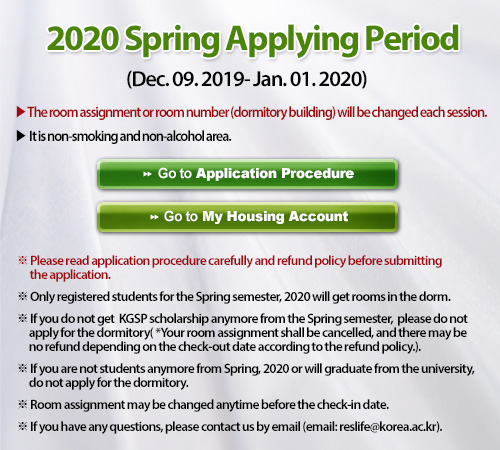 2020 Spring Applying Period
(Dec. 09. 2019- Jan. 01. 2020)
▶ The room assignment or room number (dormitory building) will be changed each session.
▶ It is non-smoking and non-alcohol area.
Go to Application Procedure
Go to My Housing Account
※ Please read application procedure carefully and refund policy before submitting
the application.
※ Only registered students for the Spring semester, 2020 will get rooms in the dorm.
※ If you do not get KGSP scholarship anymore from the Spring semester, please do not
apply for the dormitory( *Your room assignment shall be cancelled, and there may be
no refund depending on the check-out date according to the refund policy.).
※ If you are not students anymore from Spring, 2020 or will graduate from the university,
do not apply for the dormitory.
※ Room assignment may be changed anytime before the check-in date.
※ If you have any questions, please contact us by email (email: reslife@korea.ac.kr).